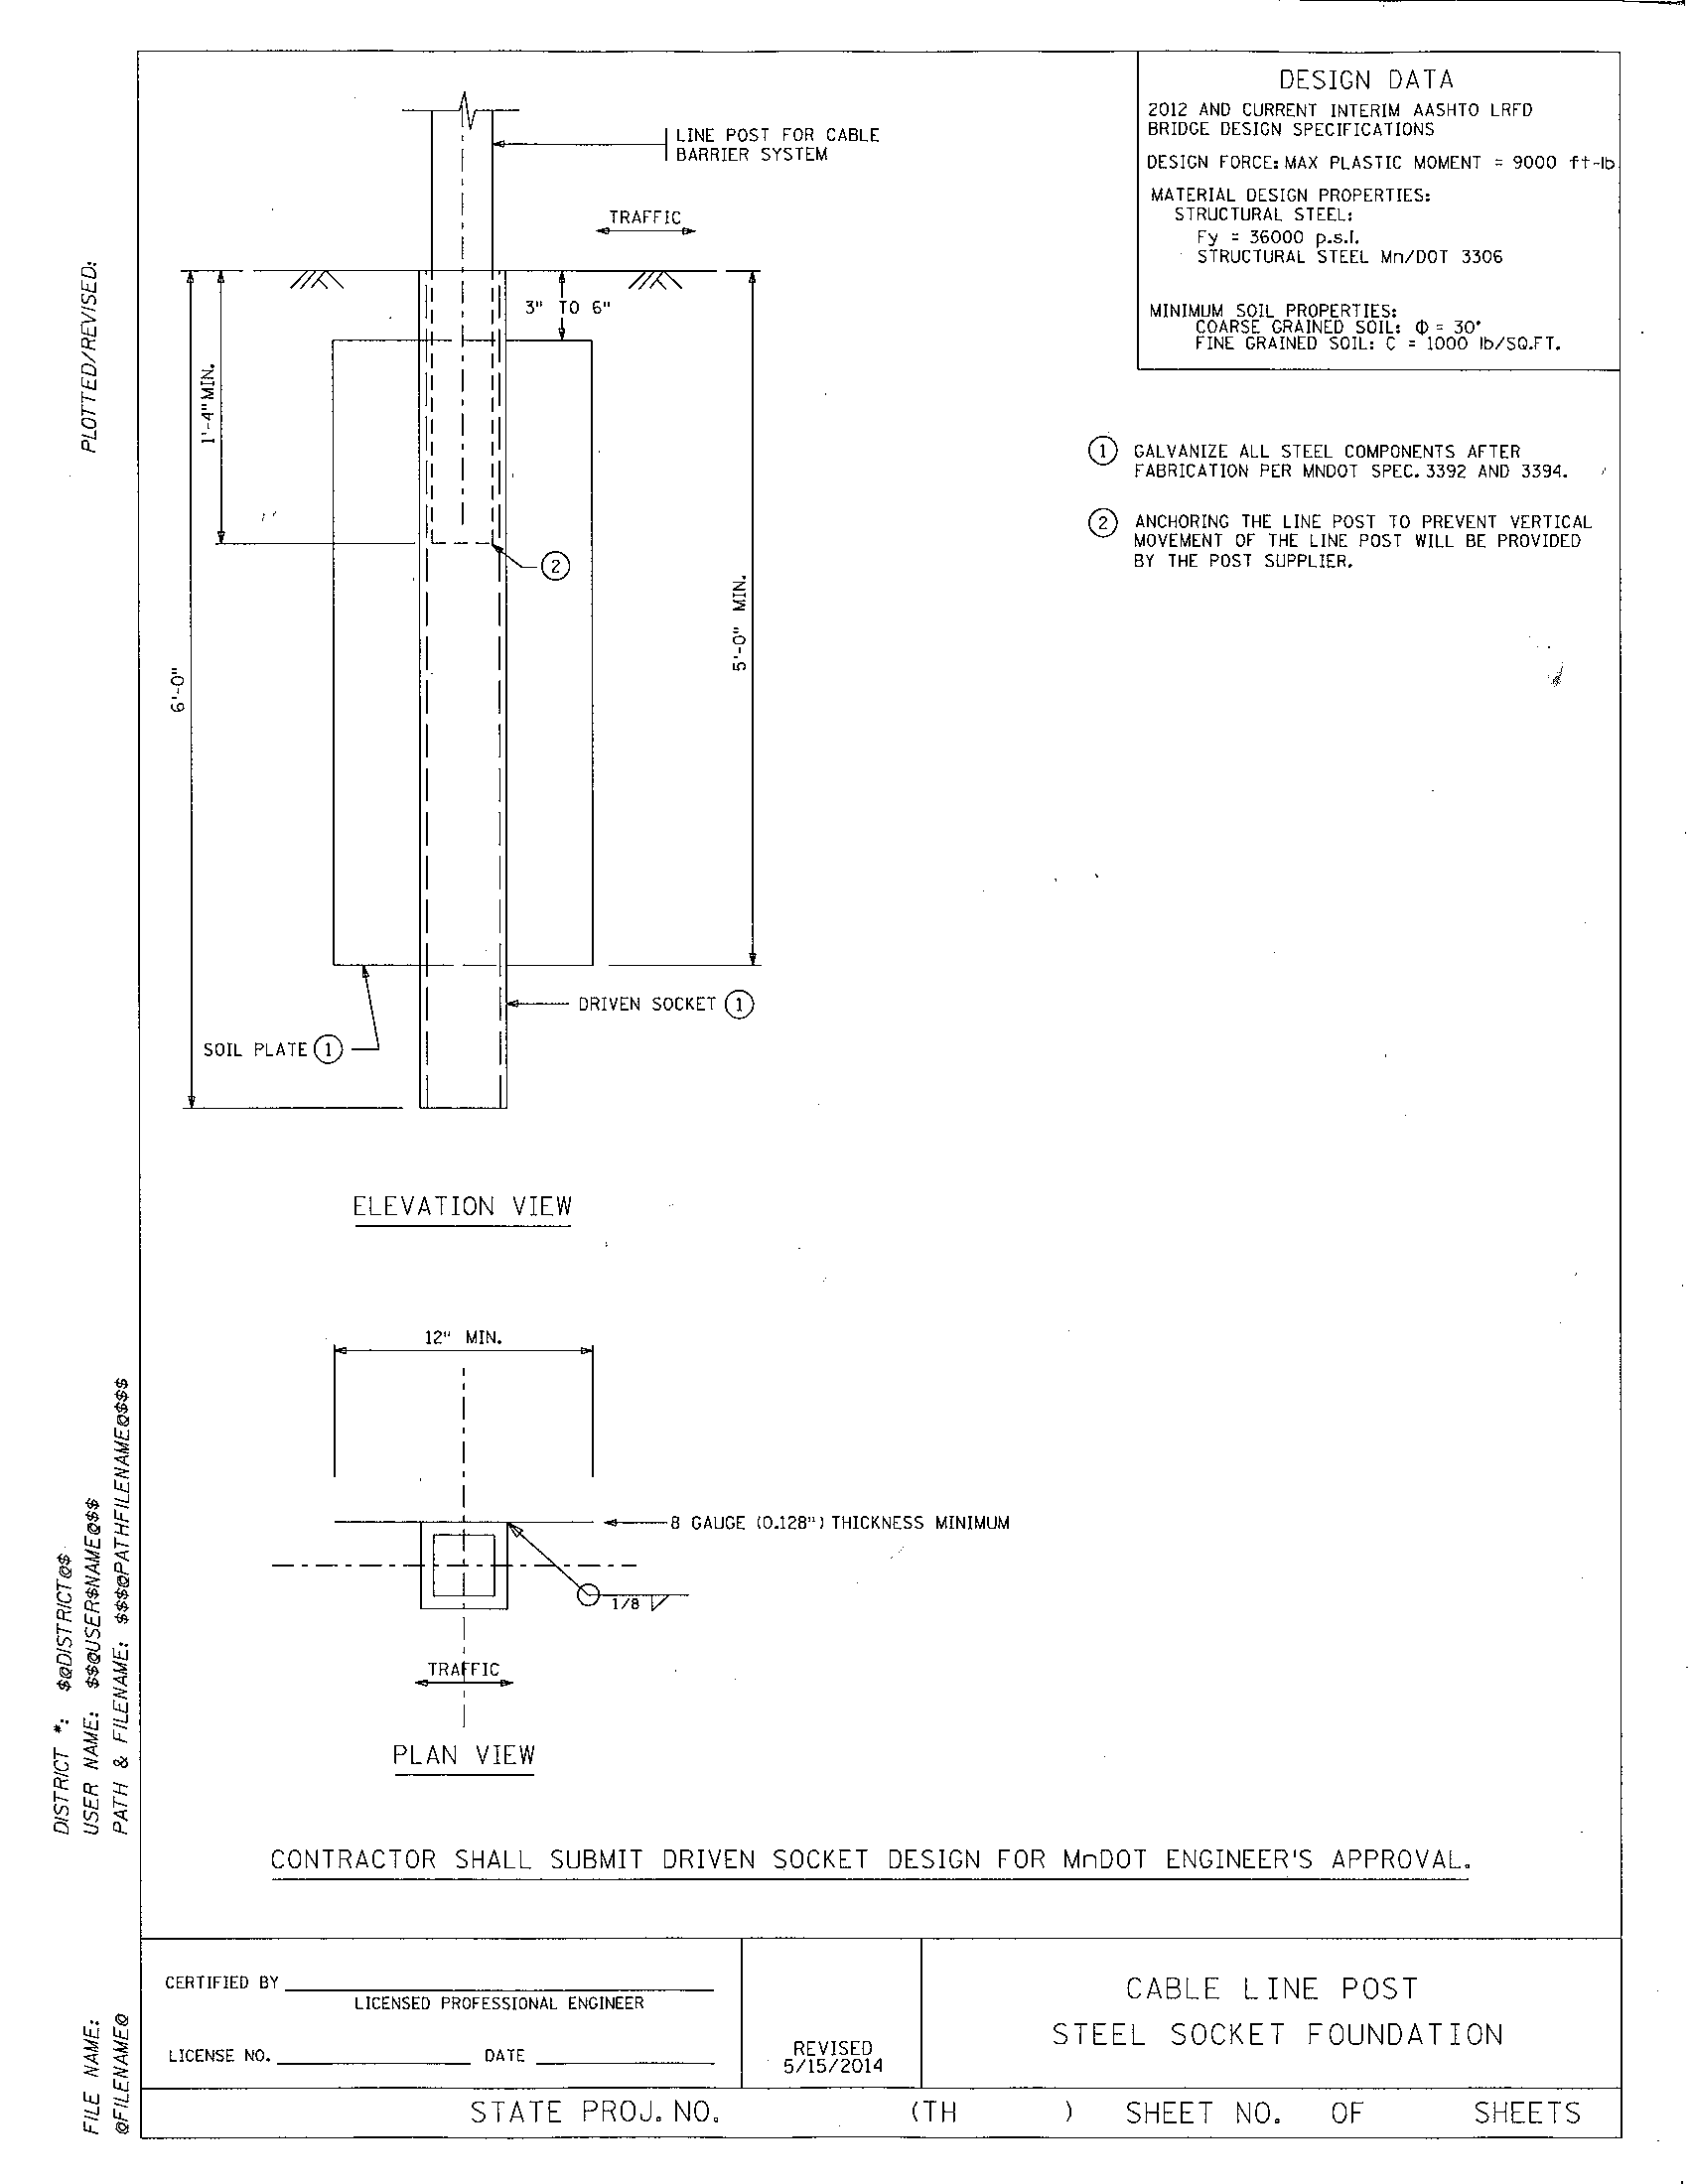 DESIGN DATA
2012 AND CURRENT INTERIM AASHTO LRFD
BRIDGE DESIGN SPECIFICATIONS
DESIGN FORCE: MAX PLASTIC MOMENT = 9000 ft-lb
MATERIAL DESIGN PROPERTIES:
STRUCTURAL STEEL:
Fy = 36000 p.s.i.
STRUCTURAL STEEL Mn/DOT 3306
MINIMUM SOIL PROPERTIES:
COARSE GRAINED SOIL: Φ = 30°
FINE GRAINED SOIL: C = 1000 lb/SQ.FT.
LINE POST FOR CABLE
BARRIER SYSTEM
TRAFFIC
3" TO 6"
1'-4" MIN.
2
5'-0" MIN.
6'-0"
DRIVEN SOCKET 1
SOIL PLATE 1
ELEVATION VIEW
1 GALVANIZE ALL STEEL COMPONENTS AFTER
FABRICATION PER MNDOT SPEC. 3392 AND 3394.
2 ANCHORING THE LINE POST TO PREVENT VERTICAL
MOVEMENT OF THE LINE POST WILL BE PROVIDED
BY THE POST SUPPLIER.
12" MIN.
8 GAUGE (0.128") THICKNESS MINIMUM
1/8
TRAFFIC
PLAN VIEW
CONTRACTOR SHALL SUBMIT DRIVEN SOCKET DESIGN FOR MnDOT ENGINEER'S APPROVAL.
CERTIFIED BY
LICENSED PROFESSIONAL ENGINEER
LICENSE NO. DATE
REVISED
5/15/2014
CABLE LINE POST
STEEL SOCKET FOUNDATION
STATE PROJ. NO. (TH ) SHEET NO. OF SHEETS
PLOTTED/REVISED:
DISTRICT *: $@DISTRICT@$
USER NAME: $$@USER$NAME@$$
PATH & FILENAME: $$$@PATHFILENAME@$$$
FILE NAME:
@FILENAME@